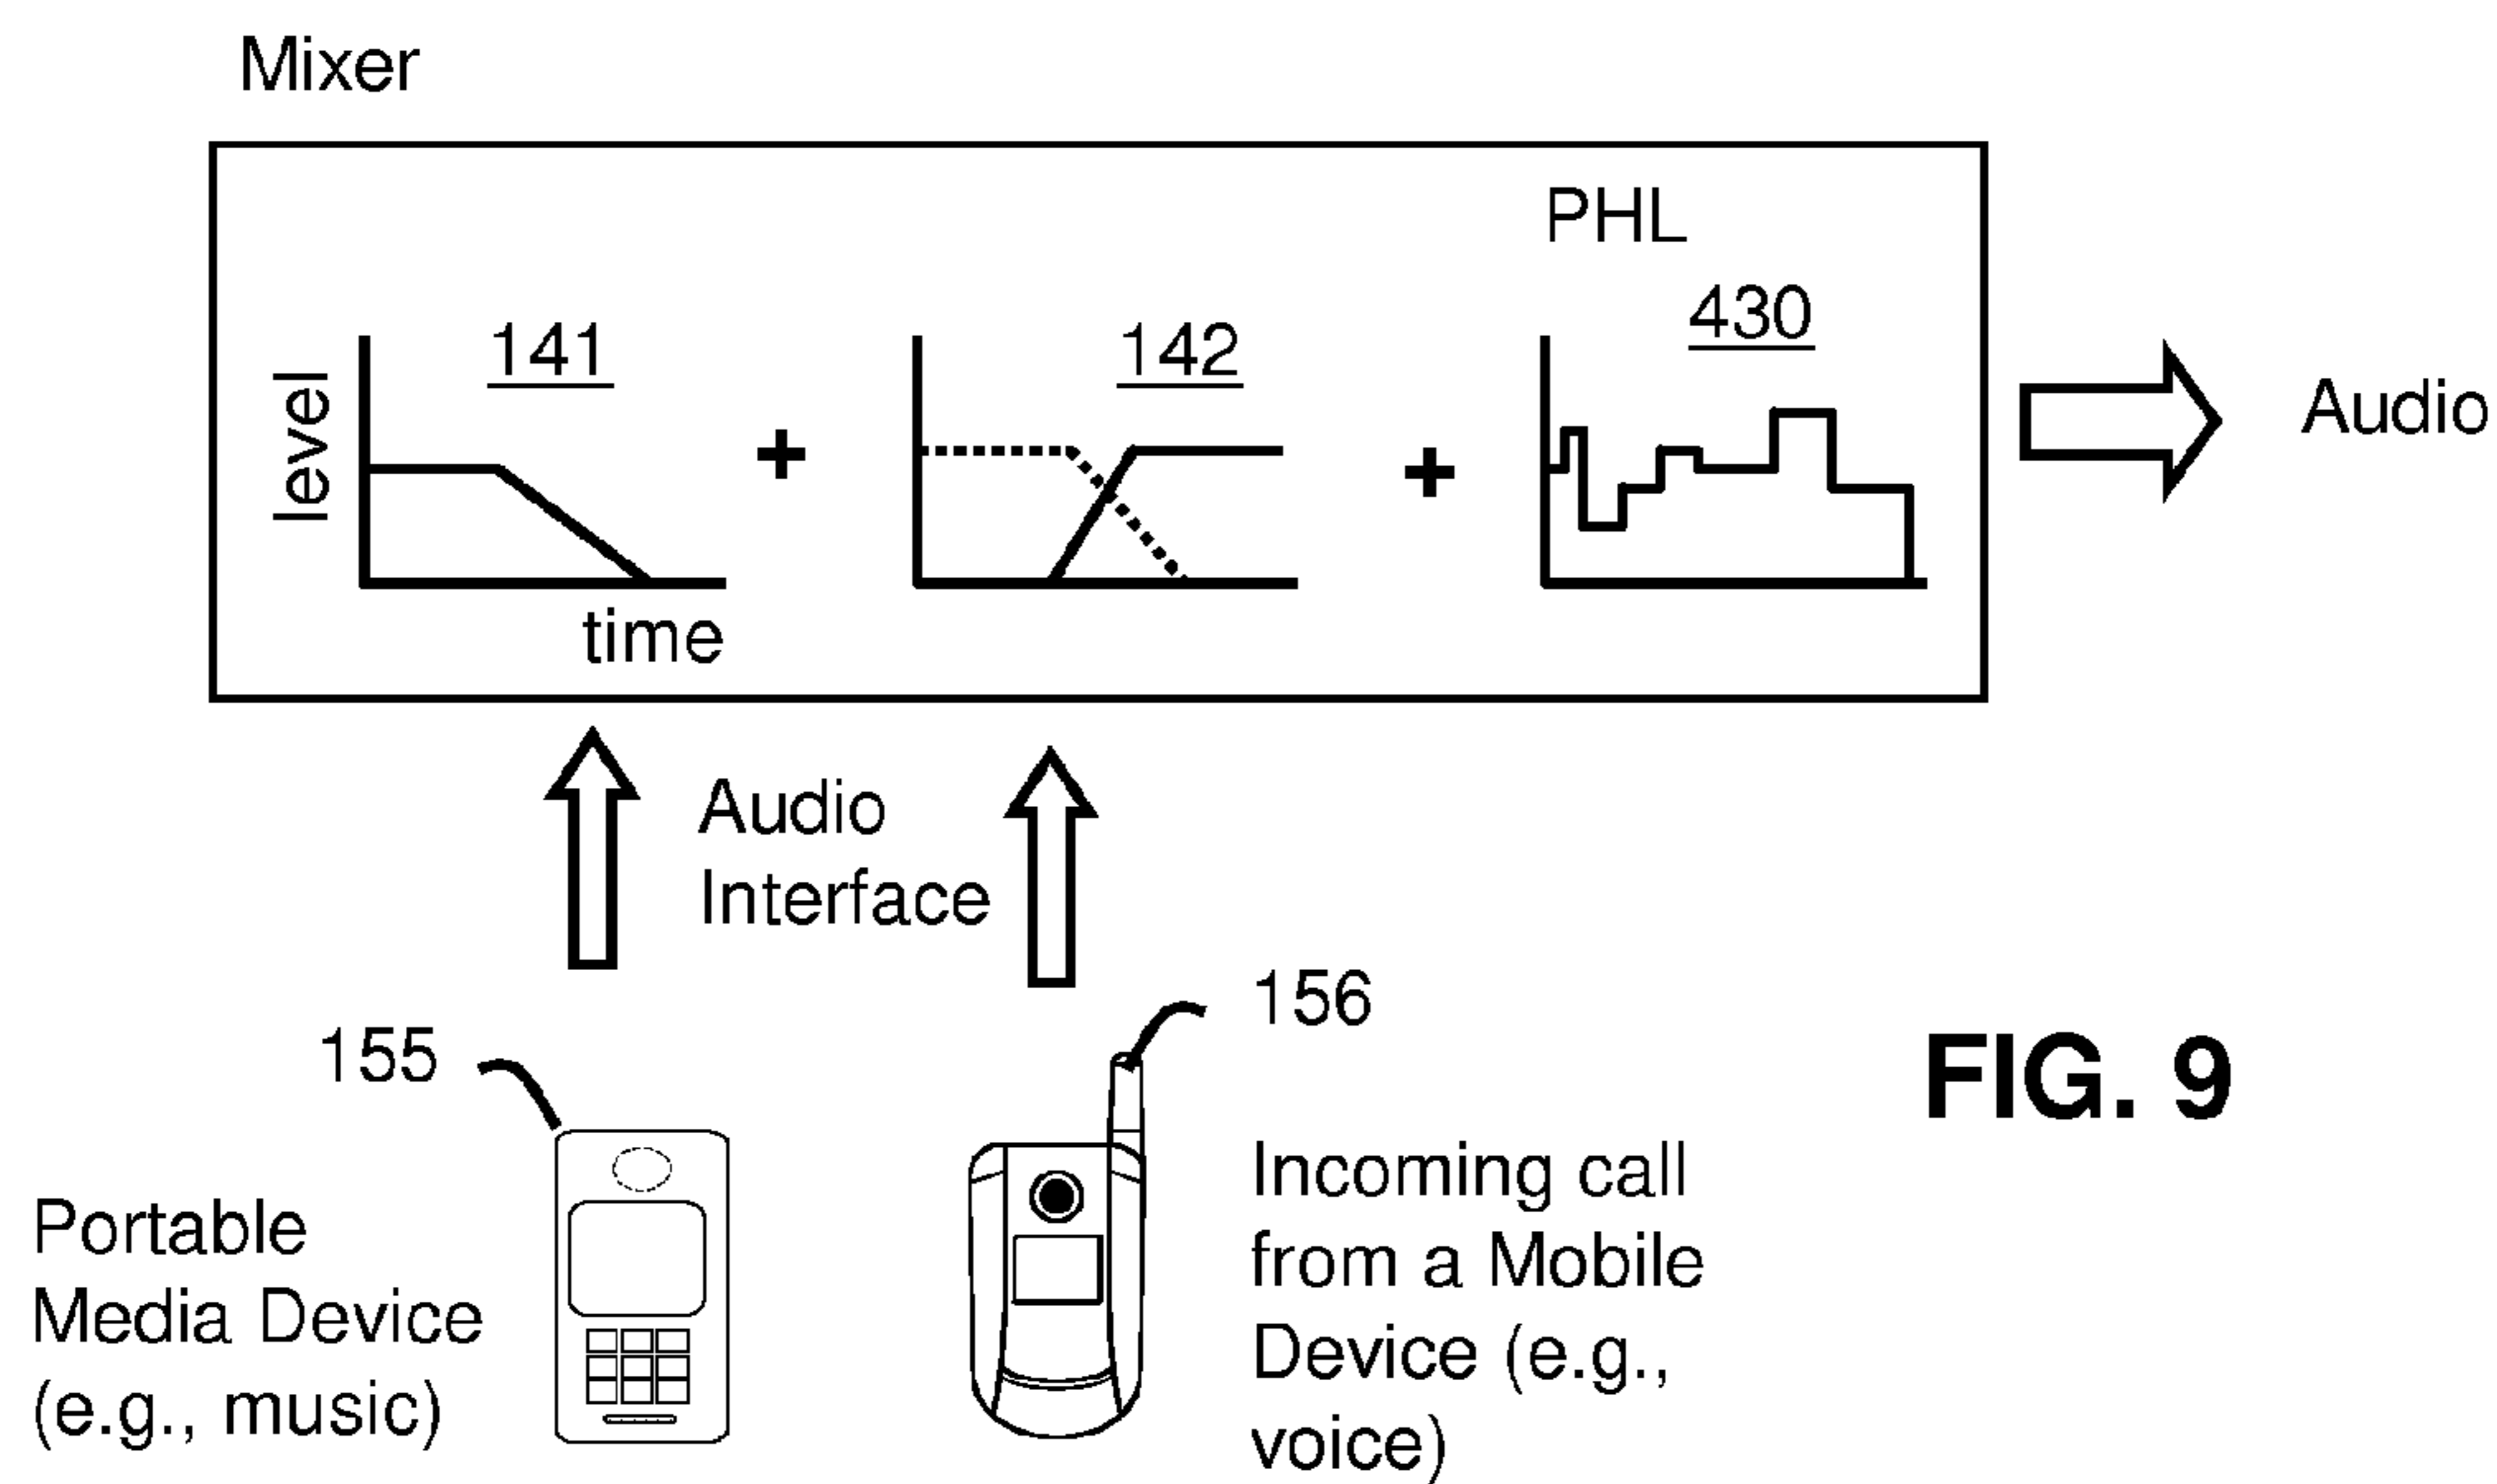 Mixer
PHL
430
141
142
level
+
+
time
Audio
Audio
Interface
155
156
Portable
Media Device
(e.g., music)
Incoming call
from a Mobile
Device (e.g.,
voice)
FIG. 9